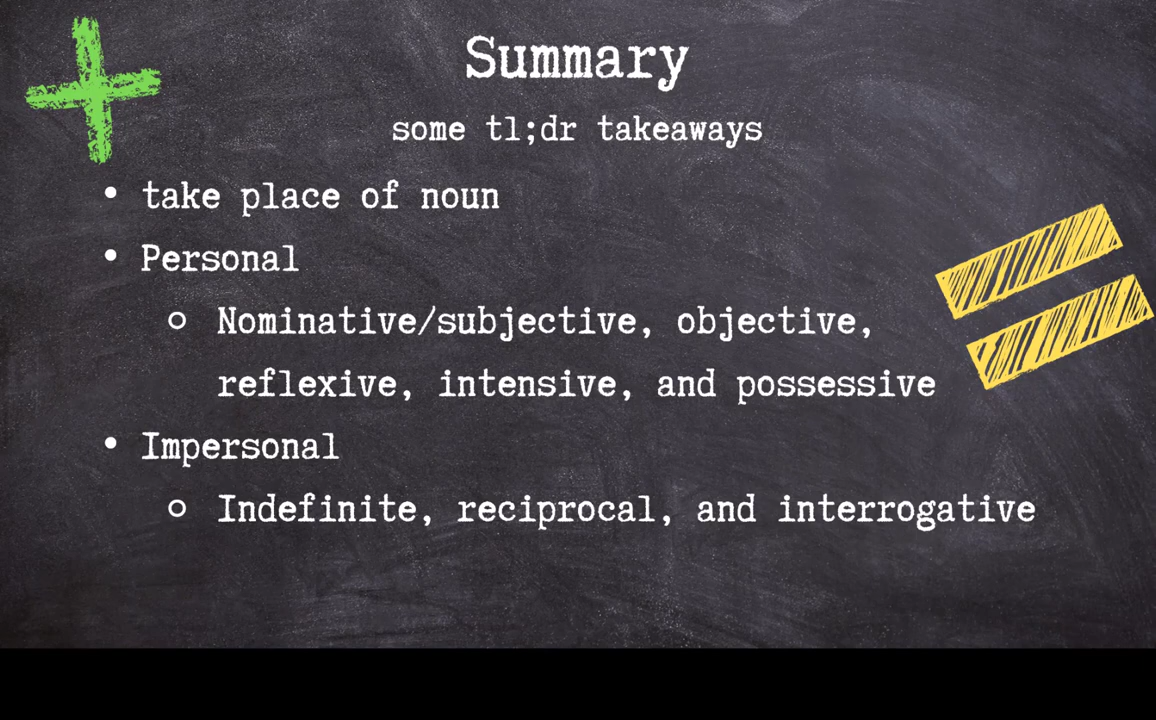 Summary
some tl;dr takeaways
• take place of noun
• Personal
○ Nominative/subjective, objective,
reflexive, intensive, and possessive
• Impersonal
○ Indefinite, reciprocal, and interrogative